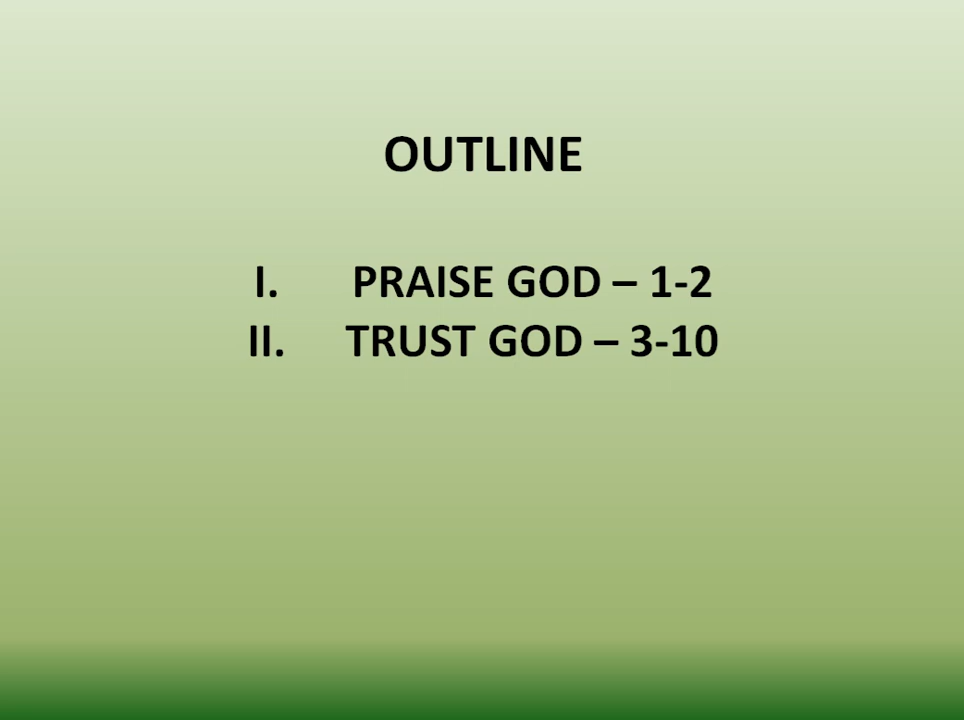 OUTLINE
I. PRAISE GOD – 1-2
II. TRUST GOD – 3-10